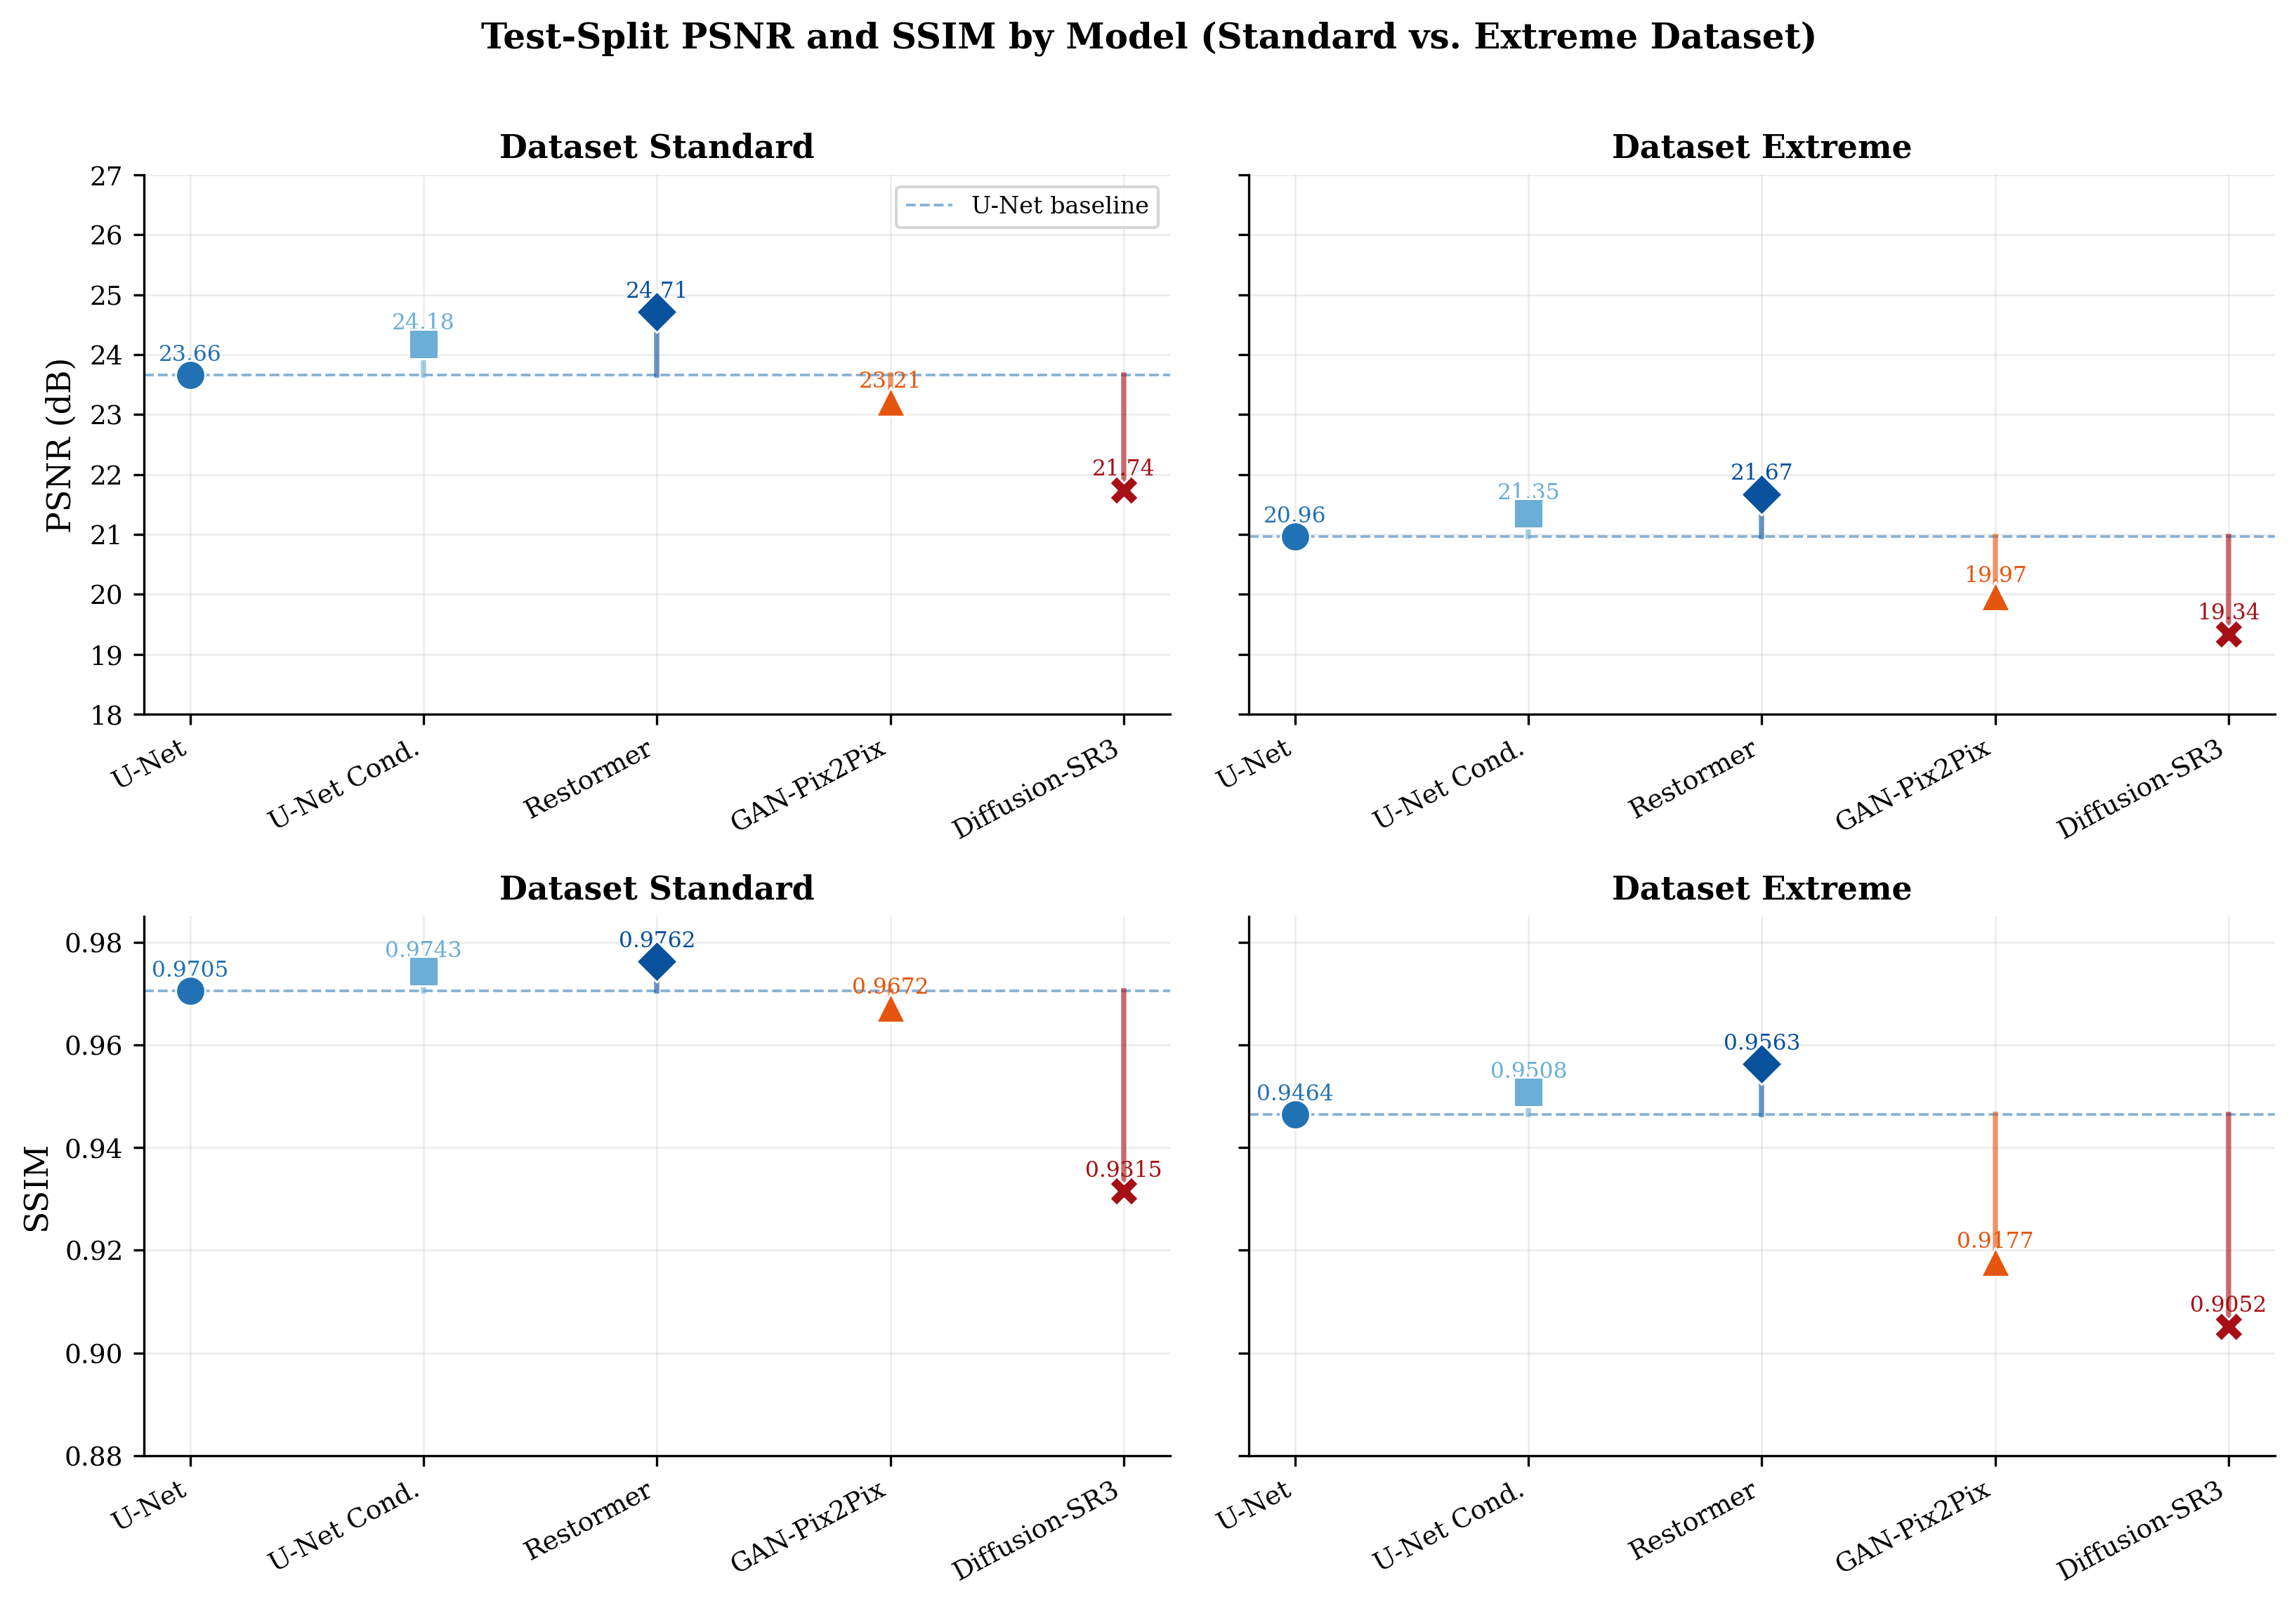 Test-Split PSNR and SSIM by Model (Standard vs. Extreme Dataset)
Dataset Standard
PSNR (dB)
27
26
25
24
23
22
21
20
19
18
U-Net baseline
23.66
24.18
24.71
23.21
21.74
U-Net
U-Net Cond.
Restormer
GAN-Pix2Pix
Diffusion-SR3
Dataset Extreme
20.96
21.35
21.67
19.97
19.34
U-Net
U-Net Cond.
Restormer
GAN-Pix2Pix
Diffusion-SR3
Dataset Standard
SSIM
0.98
0.96
0.94
0.92
0.90
0.88
0.9705
0.9743
0.9762
0.9672
0.9315
U-Net
U-Net Cond.
Restormer
GAN-Pix2Pix
Diffusion-SR3
Dataset Extreme
0.9464
0.9508
0.9563
0.9177
0.9052
U-Net
U-Net Cond.
Restormer
GAN-Pix2Pix
Diffusion-SR3